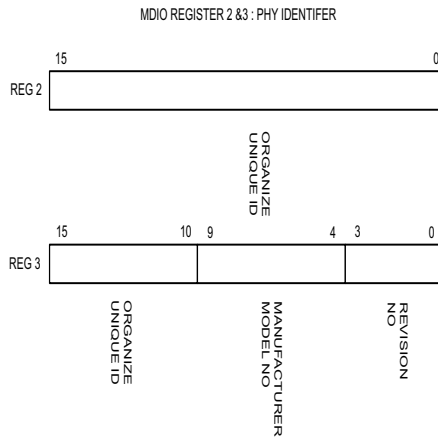 MDIO REGISTER 2 &3 : PHY IDENTIFER
15 0
REG 2
ORGANIZE
UNIQUE ID
15 10 9 4 3 0
REG 3
ORGANIZE
UNIQUE ID
MANUFACTURER
MODEL NO
REVISION
NO